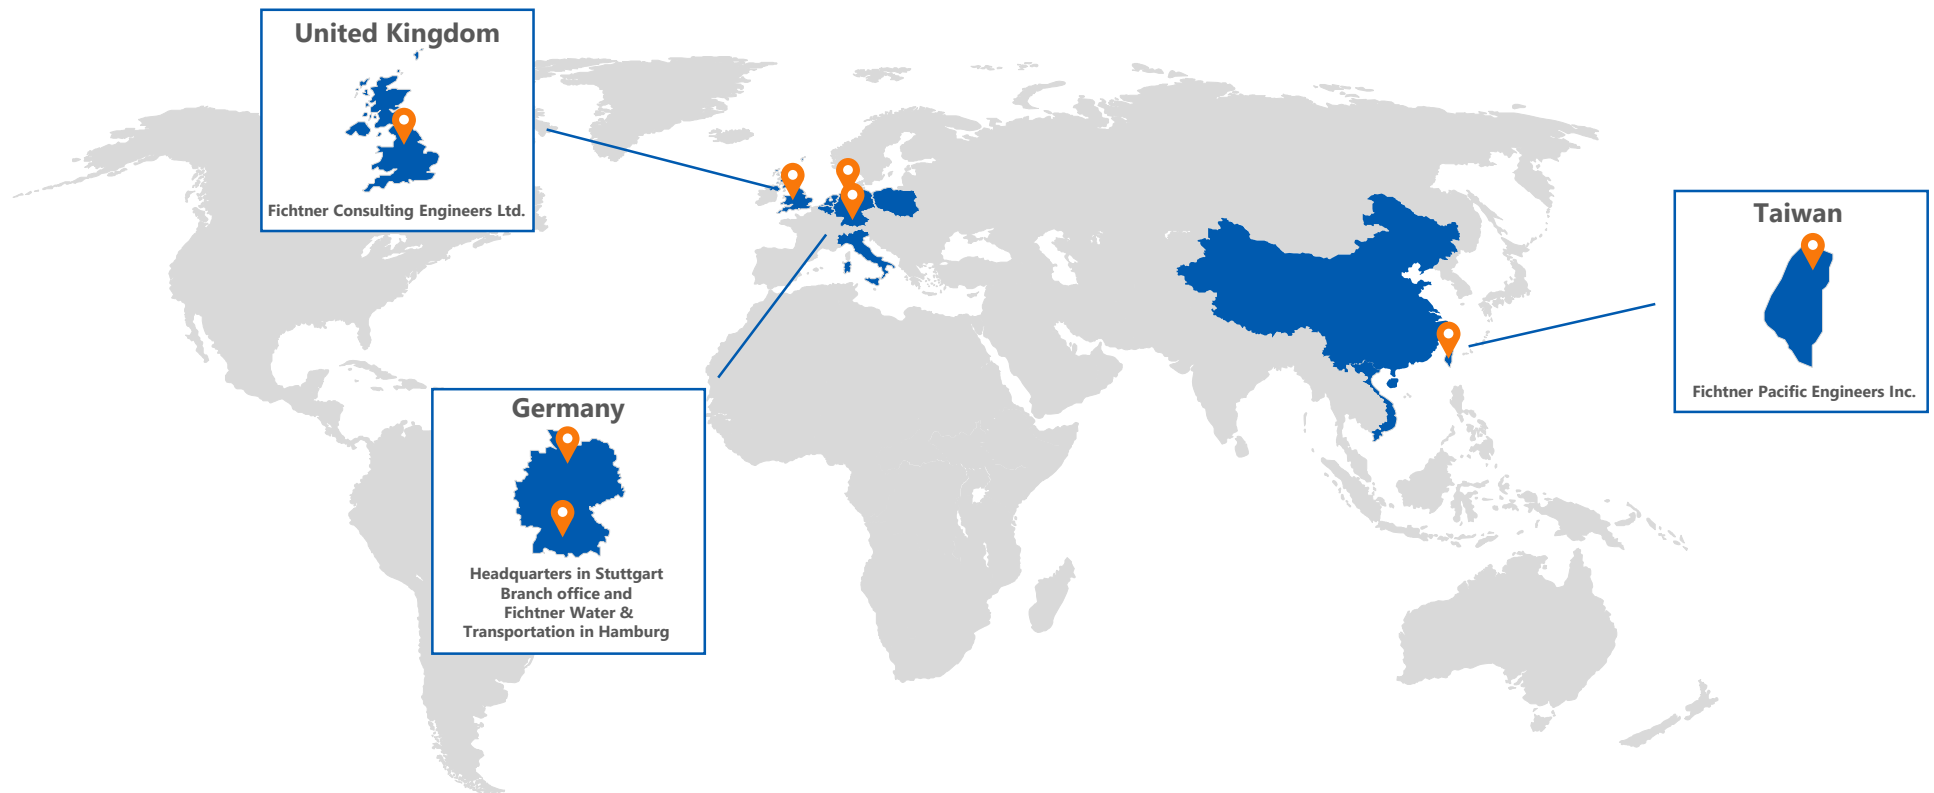 United Kingdom
Fichtner Consulting Engineers Ltd.
Taiwan
Fichtner Pacific Engineers Inc.
Germany
Headquarters in Stuttgart
Branch office and
Fichtner Water &
Transportation in Hamburg